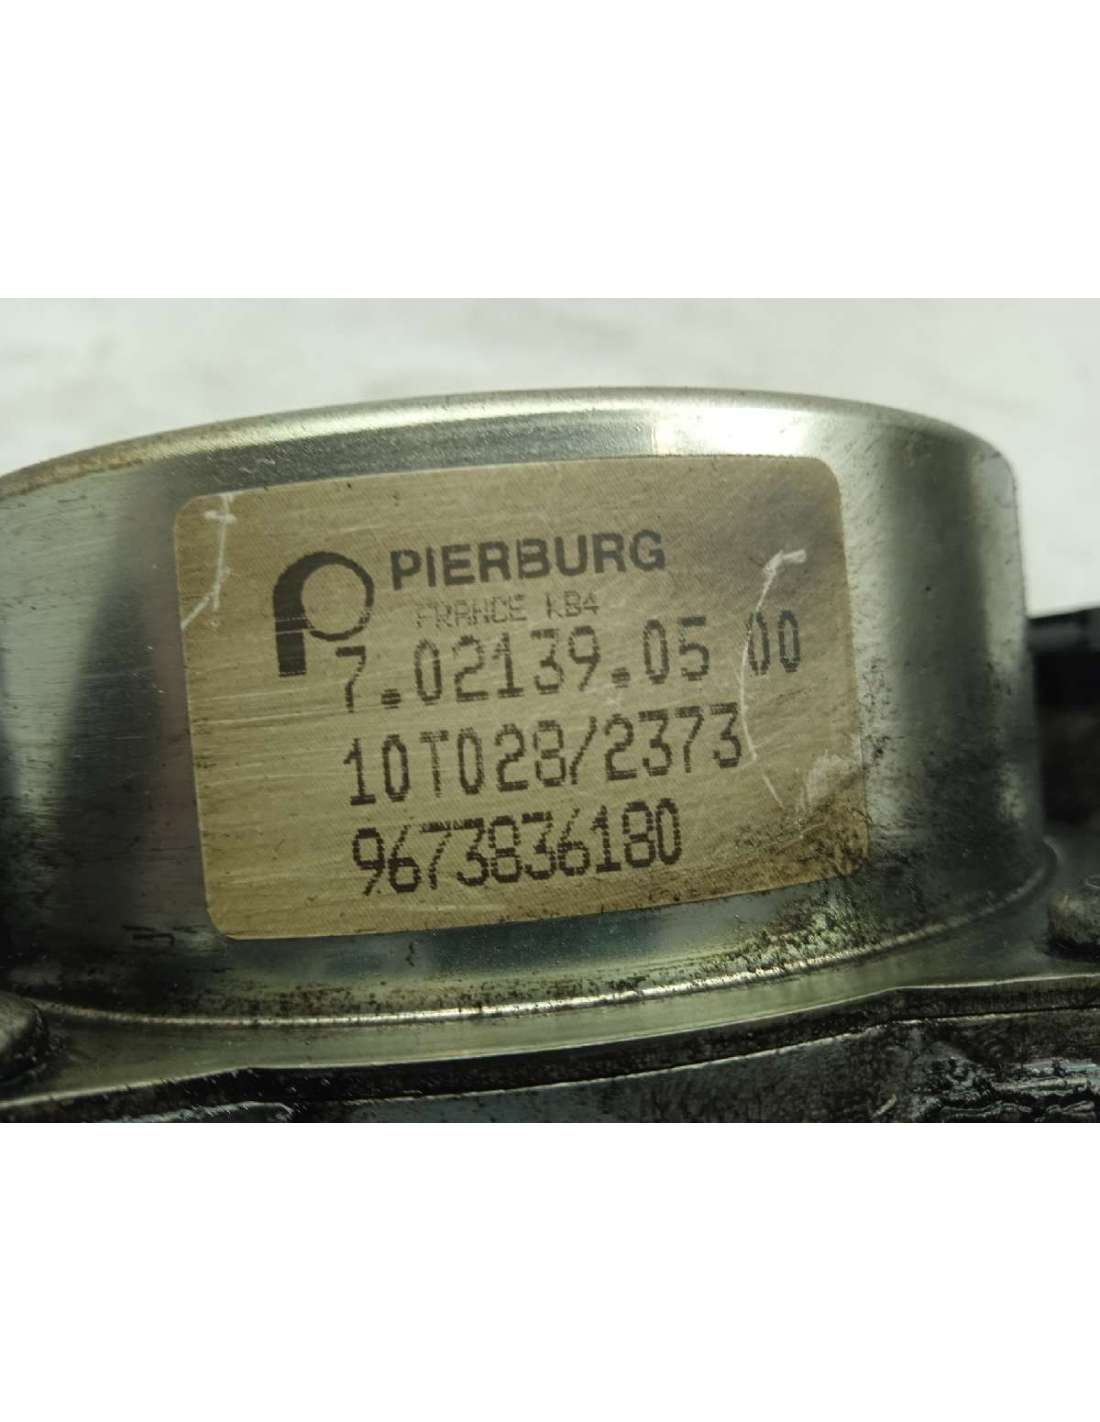 PIERBURG
FRANCE KB4
7.02139.05 00
10T028/2373
9673836180